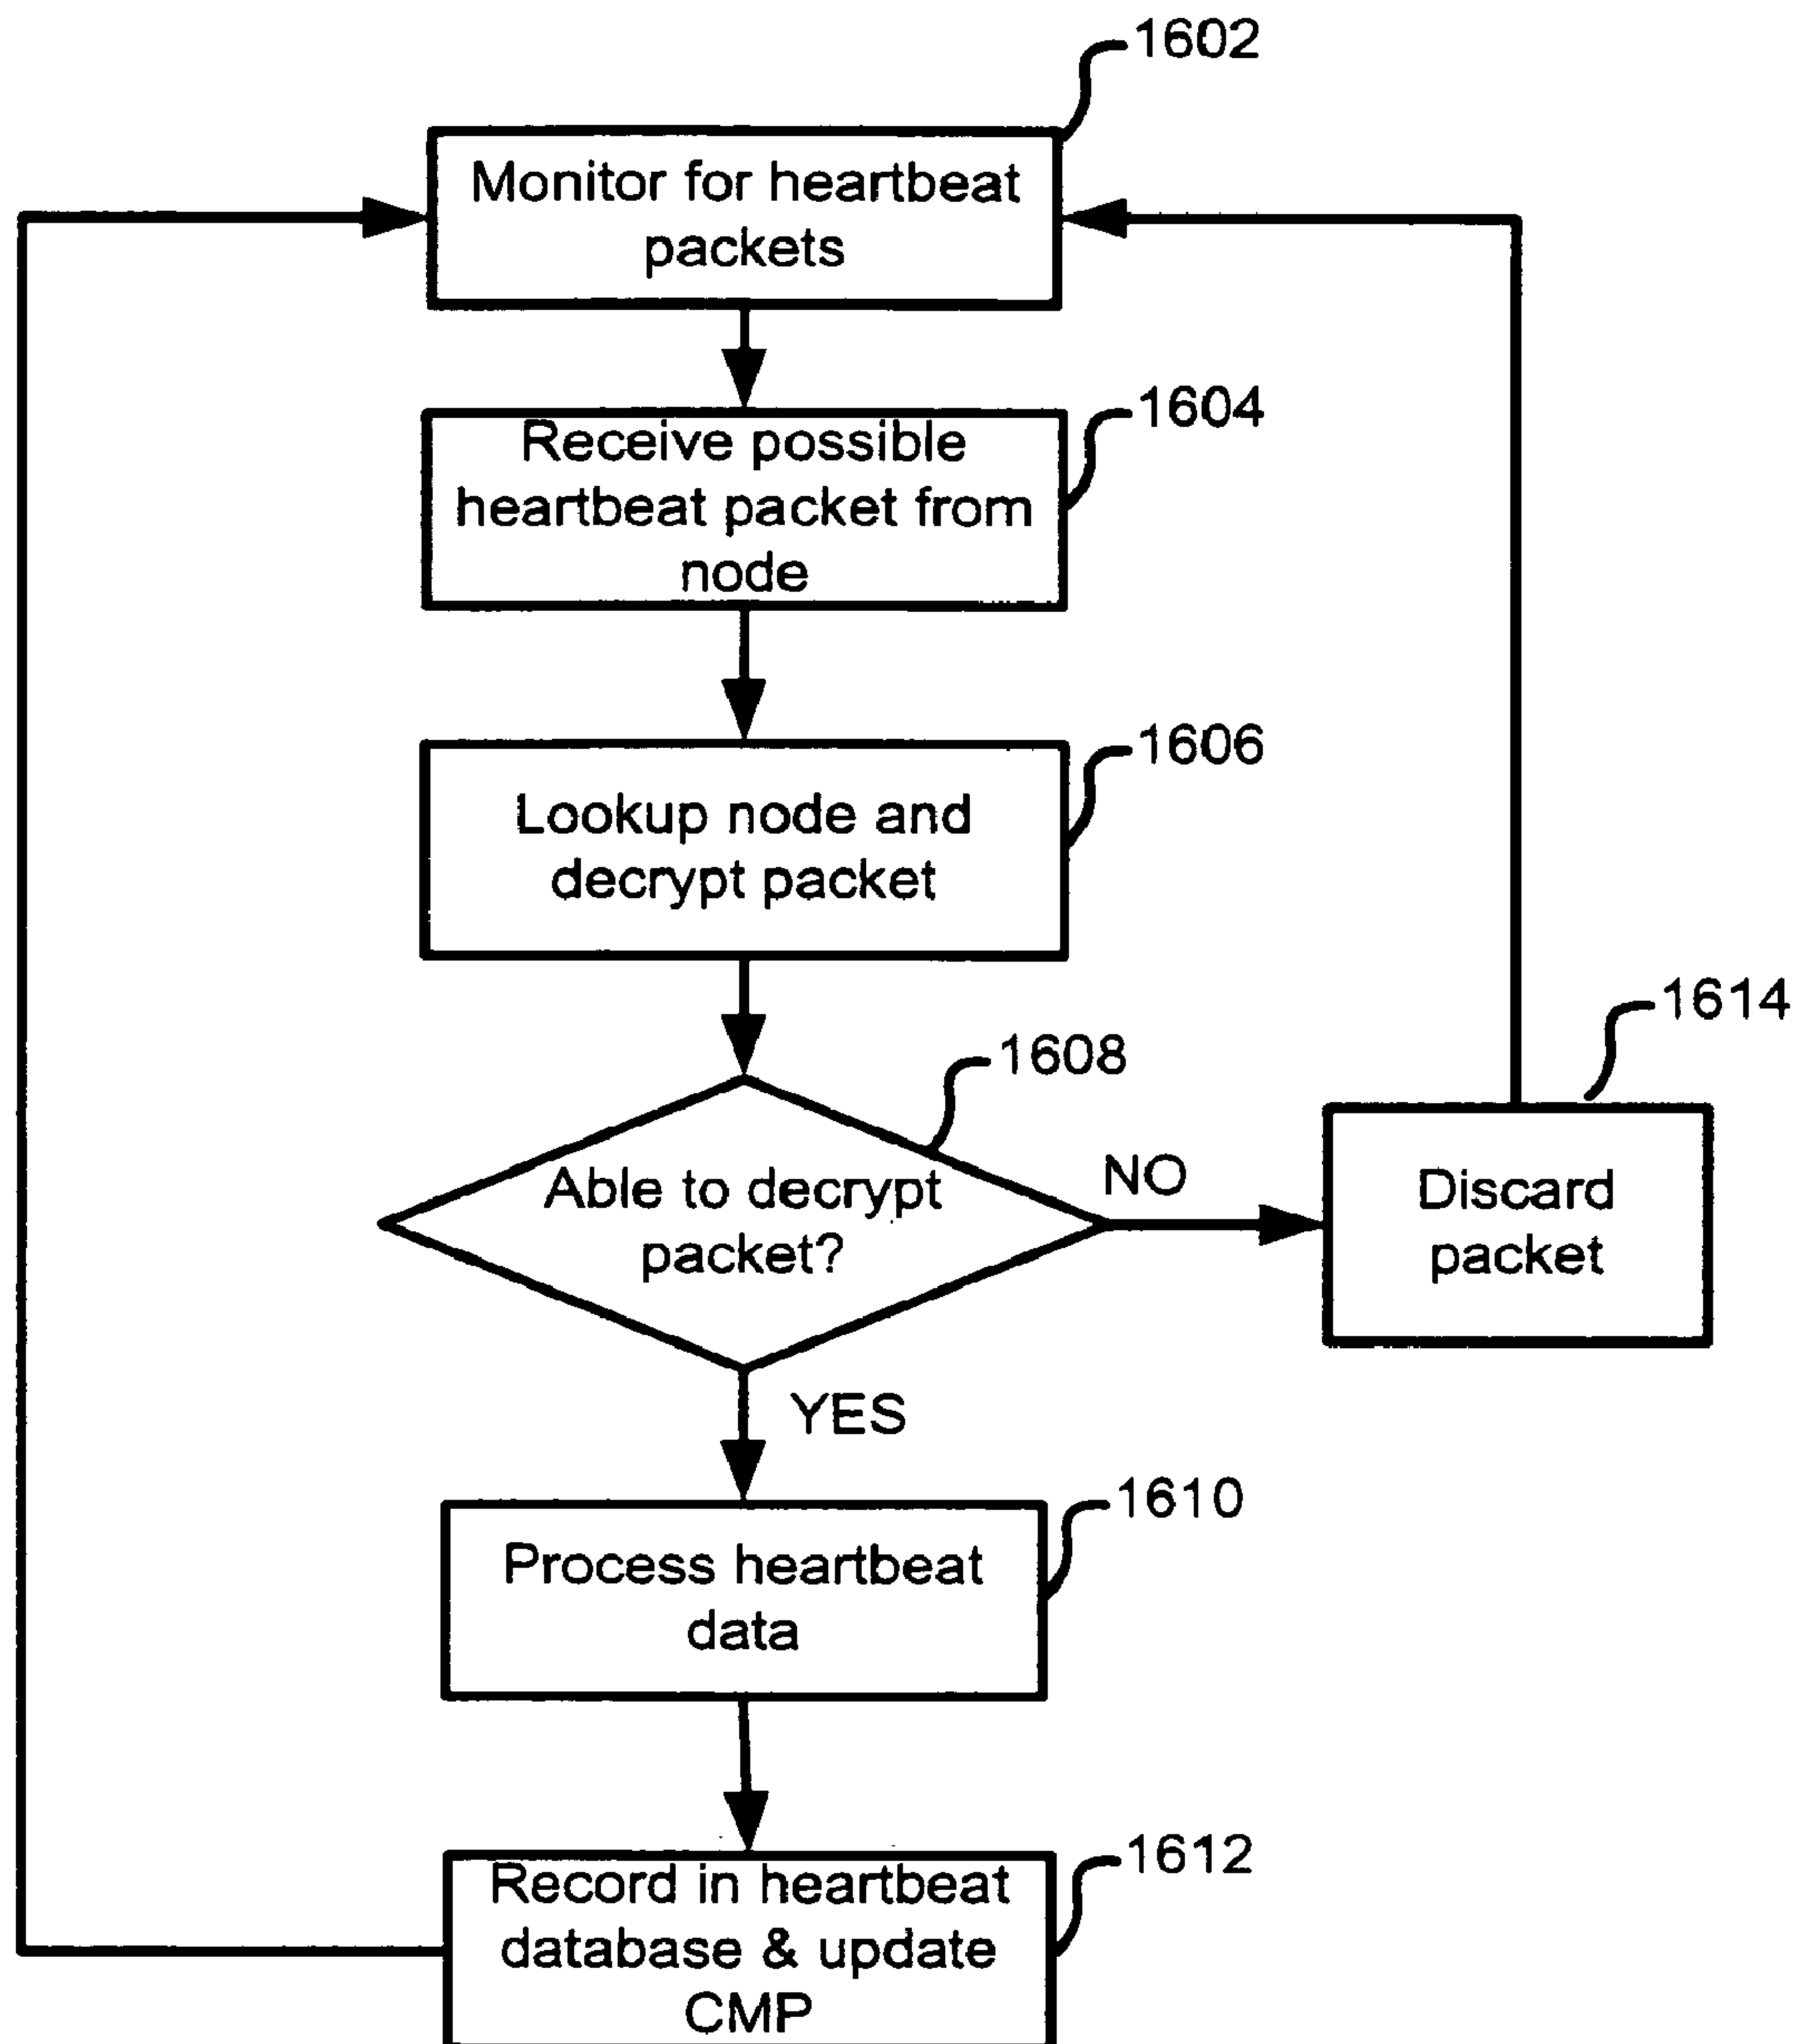 1602
Monitor for heartbeat
packets
1604
Receive possible
heartbeat packet from
node
1606
Lookup node and
decrypt packet
1608
Able to decrypt
packet?
NO
1614
Discard
packet
YES
1610
Process heartbeat
data
1612
Record in heartbeat
database & update
CMP